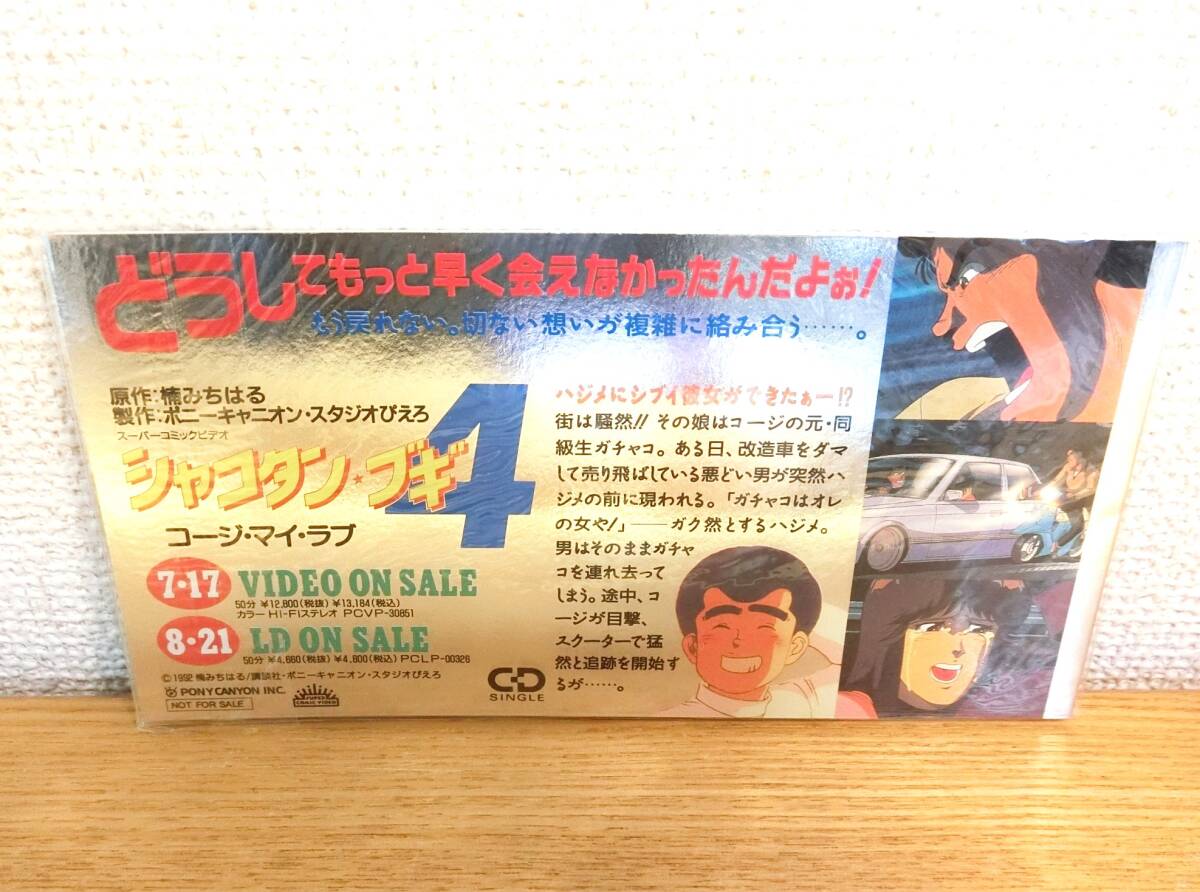 どうしてもっと早く会えなかったんだよぉ!
もう戻れない。切ない想いが複雑に絡み合う……。
原作:楠みちはる
製作:ポニーキャニオン・スタジオぴえろ
スーパーコミックビデオ
シャコタン★ブギ4
コージ・マイ・ラブ
7・17 VIDEO ON SALE
50分 ¥12,800(税抜) ¥13,184(税込)
カラー HI-FIステレオ PCVP-30851
8・21 LD ON SALE
50分 ¥4,660(税抜) ¥4,800(税込) PCLP-00326
©1992 楠みちはる/講談社・ポニーキャニオン・スタジオぴえろ
PONY CANYON INC.
NOT FOR SALE
SUPER COMIC VIDEO
CD SINGLE
ハジメにシブイ彼女ができたぁー!?
街は騒然!! その娘はコージの元・同
級生ガチャコ。ある日、改造車をダマ
して売り飛ばしている悪どい男が突然ハ
ジメの前に現われる。「ガチャコはオレ
の女や!」――ガク然とするハジメ。
男はそのままガチャ
コを連れ去って
しまう。途中、コ
ージが目撃、
スクーターで猛
然と追跡を開始す
るが……。